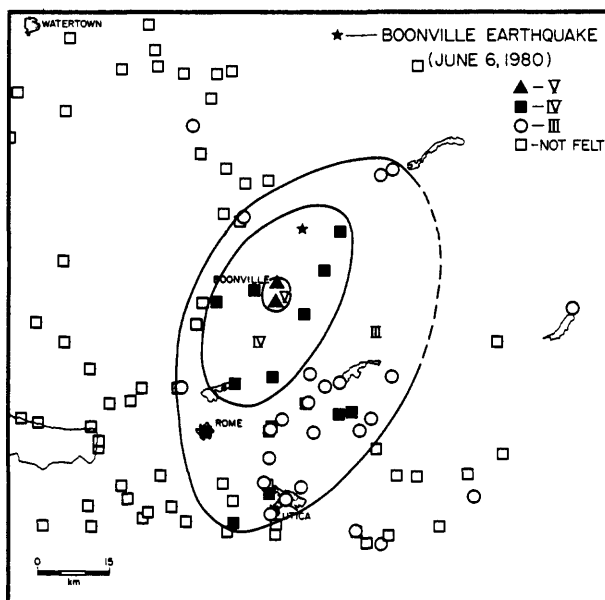 WATERTOWN
★ — BOONVILLE EARTHQUAKE
(JUNE 6, 1980)
▲ – V
■ – IV
○ – III
□ – NOT FELT
BOONVILLE
V
IV
III
ROME
UTICA
0 15
km